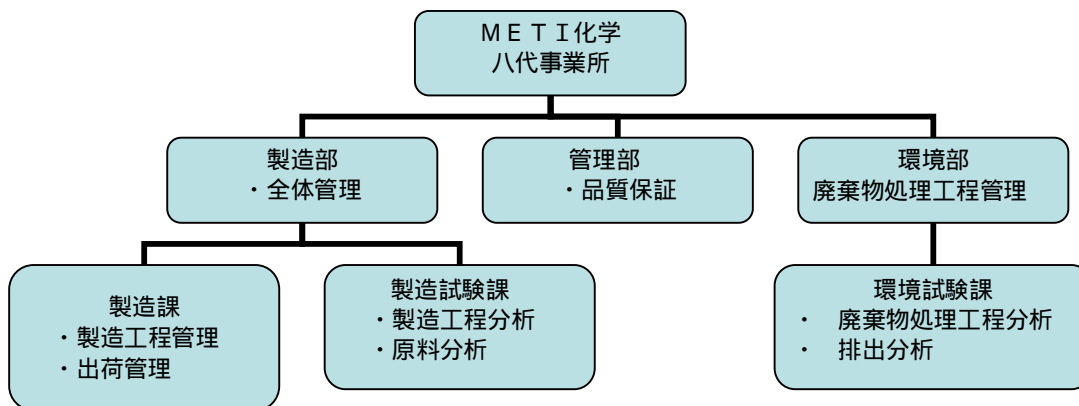 ＭＥＴＩ化学
八代事業所
製造部
・全体管理
管理部
・品質保証
環境部
廃棄物処理工程管理
製造課
・製造工程管理
・出荷管理
製造試験課
・製造工程分析
・原料分析
環境試験課
・ 廃棄物処理工程分析
・ 排出分析